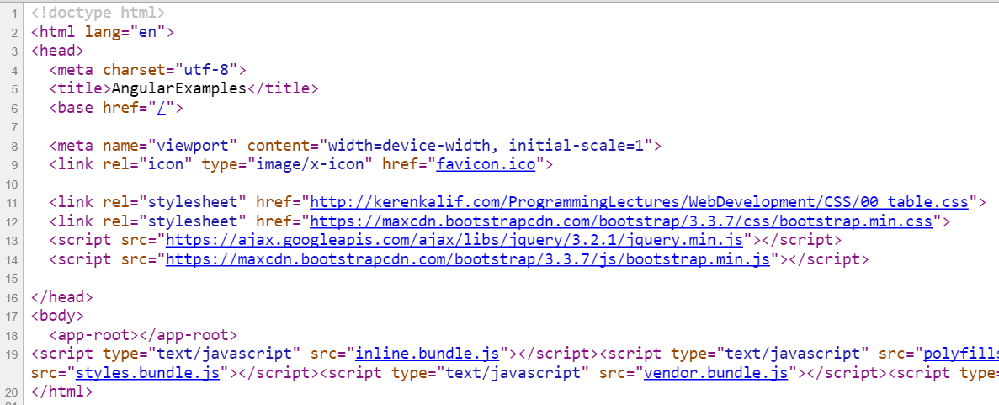 1 <!doctype html>
2 <html lang="en">
3 <head>
4 <meta charset="utf-8">
5 <title>AngularExamples</title>
6 <base href="/">
7
8 <meta name="viewport" content="width=device-width, initial-scale=1">
9 <link rel="icon" type="image/x-icon" href="favicon.ico">
10
11 <link rel="stylesheet" href="http://kerenkalif.com/ProgrammingLectures/WebDevelopment/CSS/00_table.css">
12 <link rel="stylesheet" href="https://maxcdn.bootstrapcdn.com/bootstrap/3.3.7/css/bootstrap.min.css">
13 <script src="https://ajax.googleapis.com/ajax/libs/jquery/3.2.1/jquery.min.js"></script>
14 <script src="https://maxcdn.bootstrapcdn.com/bootstrap/3.3.7/js/bootstrap.min.js"></script>
15
16 </head>
17 <body>
18 <app-root></app-root>
19 <script type="text/javascript" src="inline.bundle.js"></script><script type="text/javascript" src="polyfills
src="styles.bundle.js"></script><script type="text/javascript" src="vendor.bundle.js"></script><script type=
20 </html>